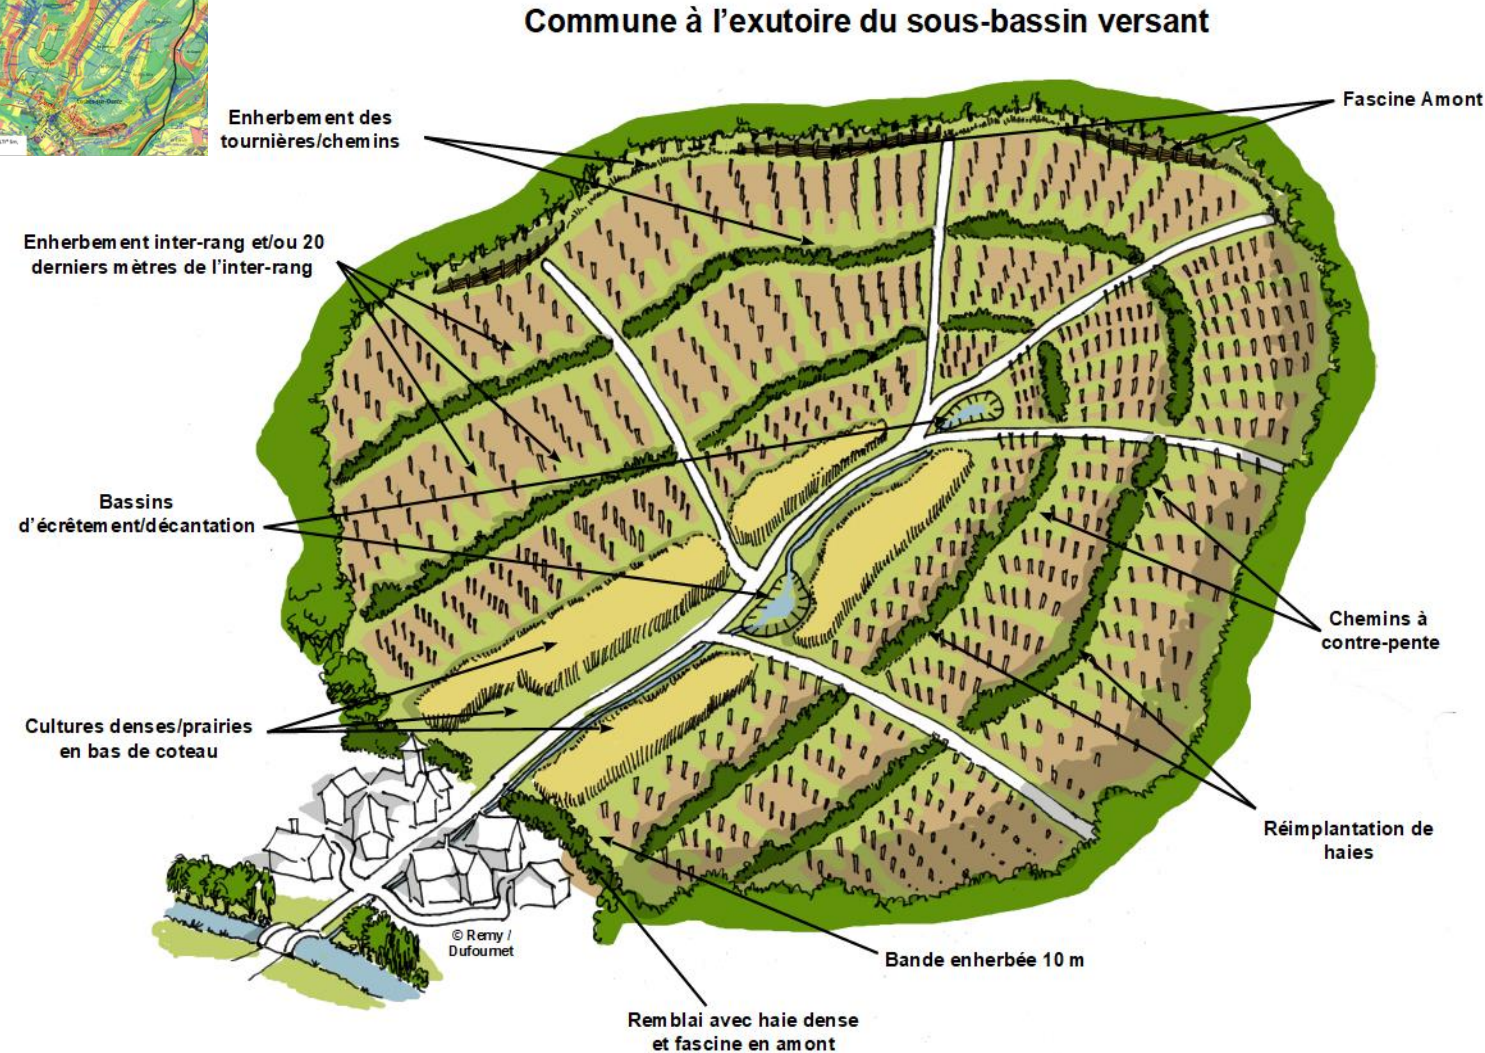 Commune à l’exutoire du sous-bassin versant
Fascine Amont
Enherbement des
tournières/chemins
Enherbement inter-rang et/ou 20
derniers mètres de l’inter-rang
Bassins
d’écrêtement/décantation
Chemins à
contre-pente
Cultures denses/prairies
en bas de coteau
Réimplantation de
haies
© Remy /
Dufournet
Bande enherbée 10 m
Remblai avec haie dense
et fascine en amont